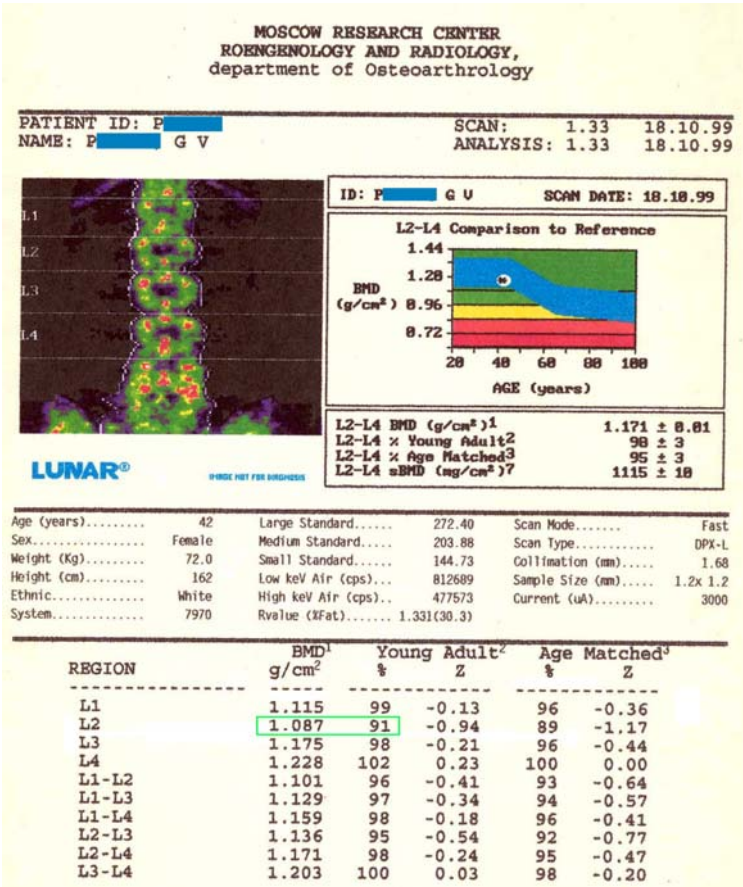 MOSCOW RESEARCH CENTER
ROENGENOLOGY AND RADIOLOGY,
department of Osteoarthrology
PATIENT ID: P SCAN: 1.33 18.10.99
NAME: P G V ANALYSIS: 1.33 18.10.99
L1
L2
L3
L4
LUNAR®
IMAGE NOT FOR DIAGNOSIS
ID: P G V SCAN DATE: 18.10.99
L2-L4 Comparison to Reference
1.44
1.20
BMD
(g/cm²) 0.96
0.72
20 40 60 80 100
AGE (years)
L2-L4 BMD (g/cm²)1 1.171 ± 0.01
L2-L4 % Young Adult2 98 ± 3
L2-L4 % Age Matched3 95 ± 3
L2-L4 sBMD (mg/cm²)7 1115 ± 10
Age (years)......... 42 Large Standard...... 272.40 Scan Mode....... Fast
Sex................. Female Medium Standard..... 203.88 Scan Type........... DPX-L
Weight (Kg)......... 72.0 Small Standard...... 144.73 Collimation (mm).... 1.68
Height (cm)......... 162 Low keV Air (cps)... 812689 Sample Size (mm)..... 1.2x 1.2
Ethnic.............. White High keV Air (cps).. 477573 Current (uA)......... 3000
System.............. 7970 Rvalue (%Fat)....... 1.331(30.3)
BMD1 Young Adult2 Age Matched3
REGION g/cm2 % Z % Z
L1 1.115 99 -0.13 96 -0.36
L2 1.087 91 -0.94 89 -1.17
L3 1.175 98 -0.21 96 -0.44
L4 1.228 102 0.23 100 0.00
L1-L2 1.101 96 -0.41 93 -0.64
L1-L3 1.129 97 -0.34 94 -0.57
L1-L4 1.159 98 -0.18 96 -0.41
L2-L3 1.136 95 -0.54 92 -0.77
L2-L4 1.171 98 -0.24 95 -0.47
L3-L4 1.203 100 0.03 98 -0.20